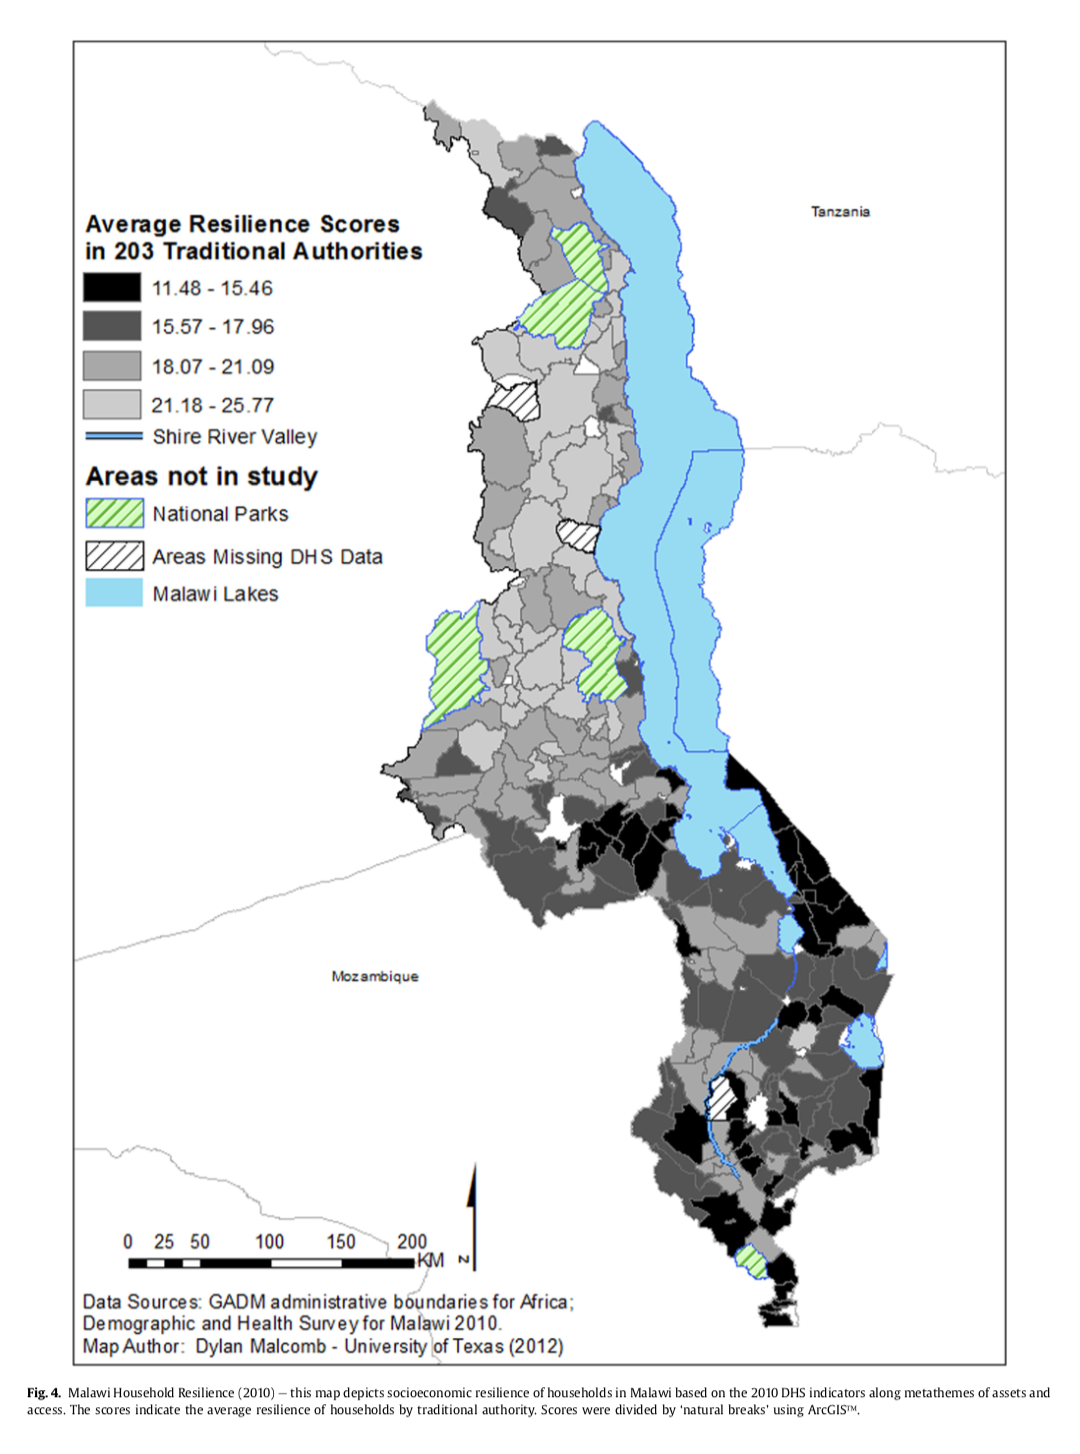 Tanzania
Average Resilience Scores
in 203 Traditional Authorities
11.48 - 15.46
15.57 - 17.96
18.07 - 21.09
21.18 - 25.77
Shire River Valley
Areas not in study
National Parks
Areas Missing DHS Data
Malawi Lakes
Mozambique
0 25 50 100 150 200
KM
N
Data Sources: GADM administrative boundaries for Africa;
Demographic and Health Survey for Malawi 2010.
Map Author: Dylan Malcomb - University of Texas (2012)
Fig. 4. Malawi Household Resilience (2010) – this map depicts socioeconomic resilience of households in Malawi based on the 2010 DHS indicators along metathemes of assets and
access. The scores indicate the average resilience of households by traditional authority. Scores were divided by ‘natural breaks’ using ArcGIS™.